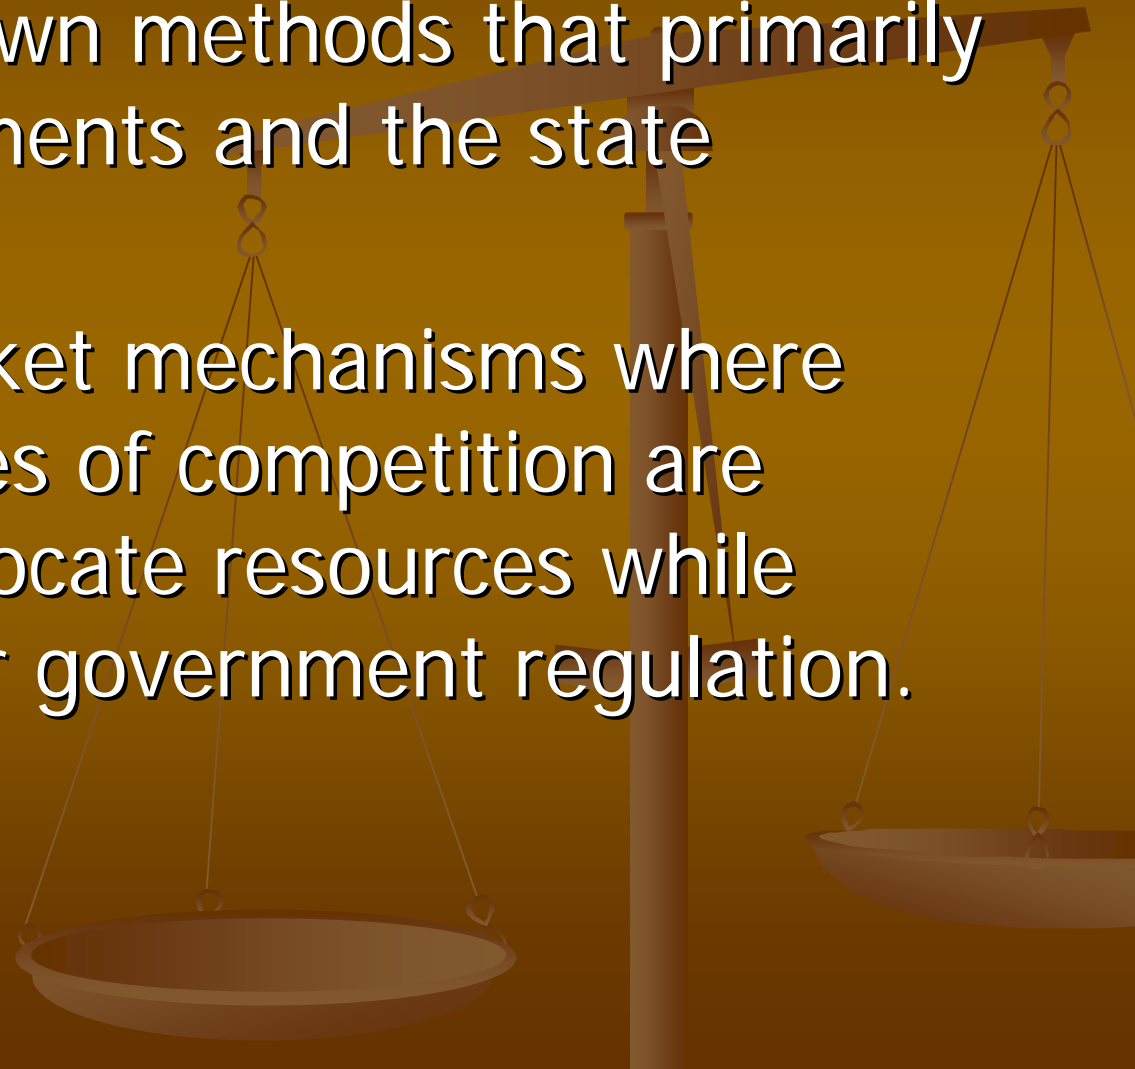 wn methods that primarily
ments and the state
ket mechanisms where
es of competition are
ocate resources while
government regulation.